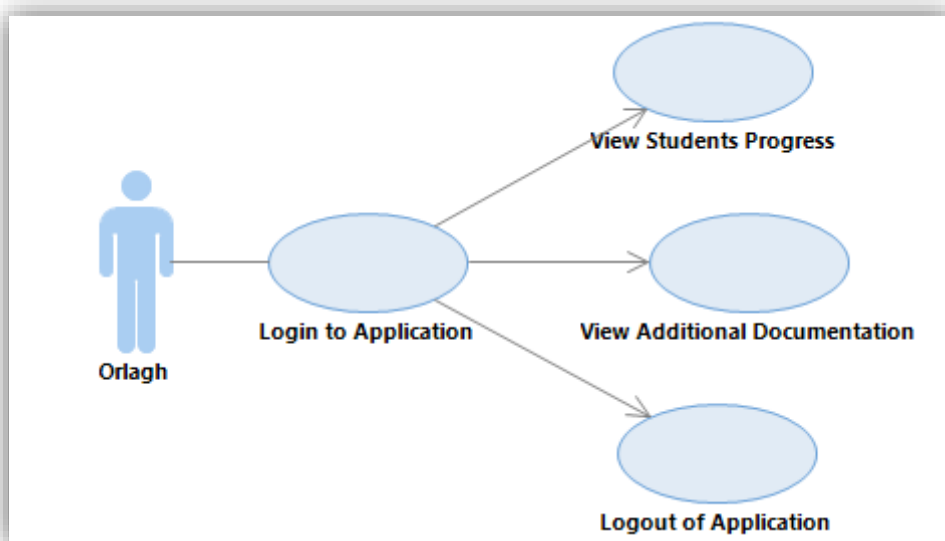 View Students Progress
Login to Application
View Additional Documentation
Orlagh
Logout of Application